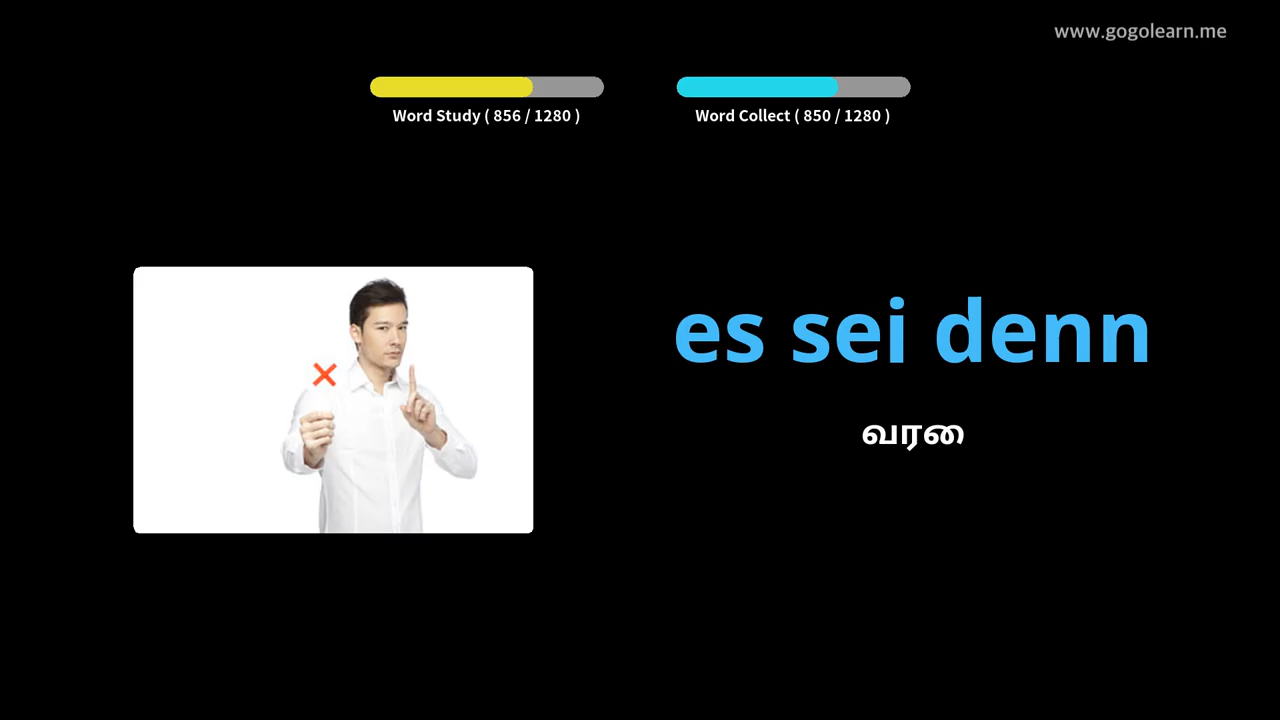 www.gogolearn.me
Word Study ( 856 / 1280 )
Word Collect ( 850 / 1280 )
es sei denn
வரை